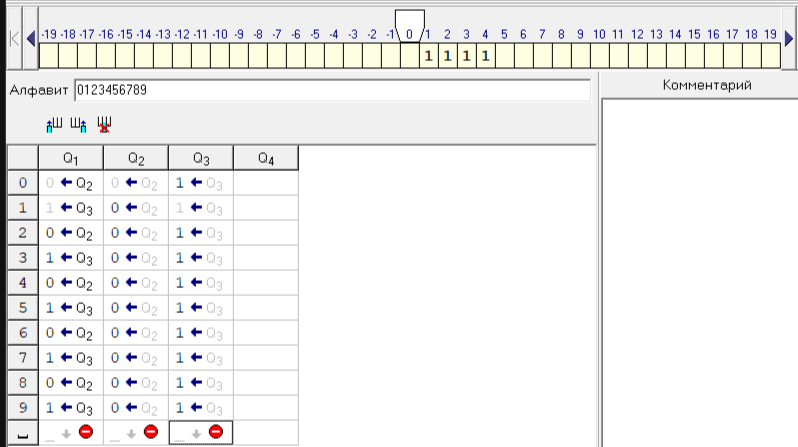 -19 -18 -17 -16 -15 -14 -13 -12 -11 -10 -9 -8 -7 -6 -5 -4 -3 -2 -1 0 1 2 3 4 5 6 7 8 9 10 11 12 13 14 15 16 17 18 19
1 1 1 1
Алфавит 0123456789
Комментарий
Q1 Q2 Q3 Q4
0 0 ← Q2 0 ← Q2 1 ← Q3
1 1 ← Q3 0 ← Q2 1 ← Q3
2 0 ← Q2 0 ← Q2 1 ← Q3
3 1 ← Q3 0 ← Q2 1 ← Q3
4 0 ← Q2 0 ← Q2 1 ← Q3
5 1 ← Q3 0 ← Q2 1 ← Q3
6 0 ← Q2 0 ← Q2 1 ← Q3
7 1 ← Q3 0 ← Q2 1 ← Q3
8 0 ← Q2 0 ← Q2 1 ← Q3
9 1 ← Q3 0 ← Q2 1 ← Q3
␣ _ ↓ _ ↓ _ ↓